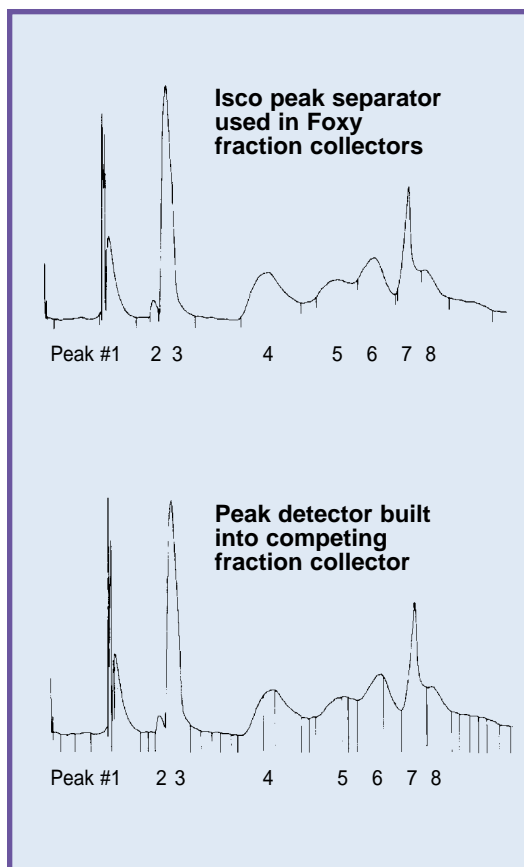 Isco peak separator
used in Foxy
fraction collectors
Peak #1 2 3 4 5 6 7 8
Peak detector built
into competing
fraction collector
Peak #1 2 3 4 5 6 7 8